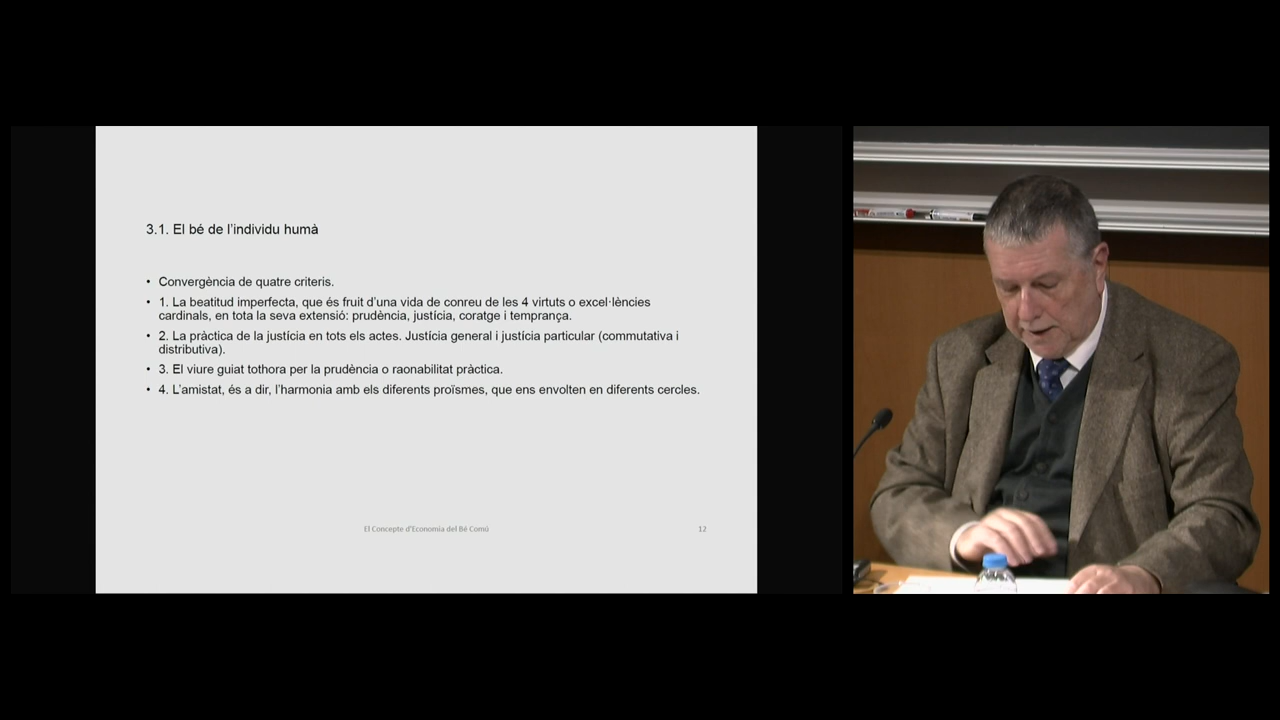 3.1. El bé de l'individu humà
• Convergència de quatre criteris.
• 1. La beatitud imperfecta, que és fruit d'una vida de conreu de les 4 virtuts o excel·lències
cardinals, en tota la seva extensió: prudència, justícia, coratge i temprança.
• 2. La pràctica de la justícia en tots els actes. Justícia general i justícia particular (commutativa i
distributiva).
• 3. El viure guiat tothora per la prudència o raonabilitat pràctica.
• 4. L'amistat, és a dir, l'harmonia amb els diferents proïsmes, que ens envolten en diferents cercles.
El Concepte d'Economia del Bé Comú
12